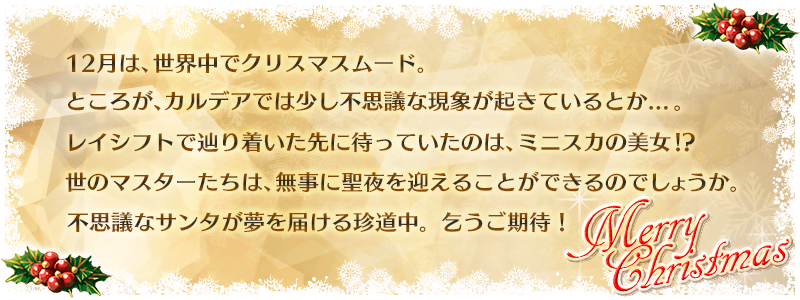 12月は、世界中でクリスマスムード。
ところが、カルデアでは少し不思議な現象が起きているとか…。
レイシフトで辿り着いた先に待っていたのは、ミニスカの美女!?
世のマスターたちは、無事に聖夜を迎えることができるのでしょうか。
不思議なサンタが夢を届ける珍道中。乞うご期待！
Merry
Christmas